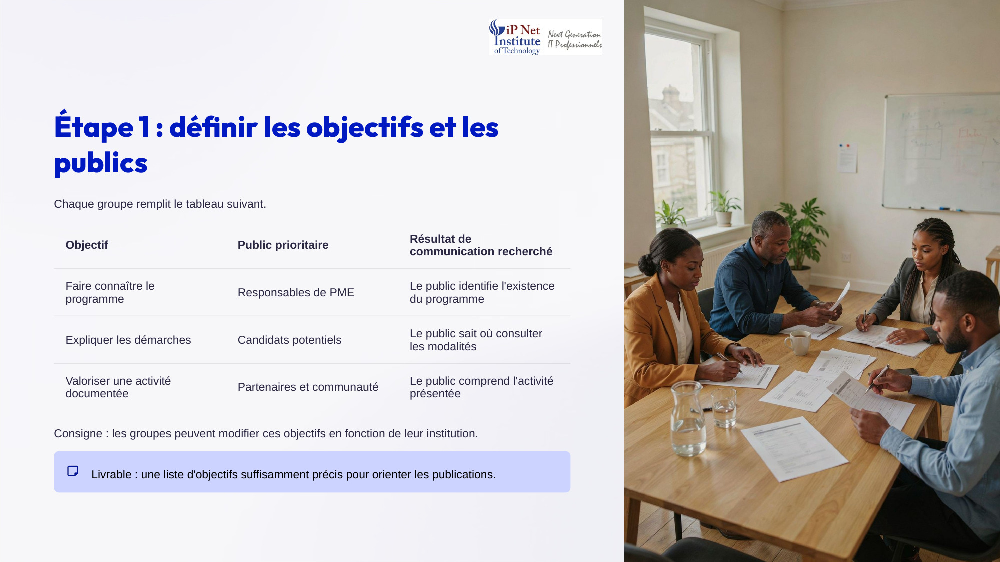 iP Net
Institute
of Technology
Next Generation
IT Professionnels
Étape 1 : définir les objectifs et les
publics
Chaque groupe remplit le tableau suivant.
Objectif
Public prioritaire
Résultat de
communication recherché
Faire connaître le
programme
Responsables de PME
Le public identifie l'existence
du programme
Expliquer les démarches
Candidats potentiels
Le public sait où consulter
les modalités
Valoriser une activité
documentée
Partenaires et communauté
Le public comprend l'activité
présentée
Consigne : les groupes peuvent modifier ces objectifs en fonction de leur institution.
Livrable : une liste d'objectifs suffisamment précis pour orienter les publications.